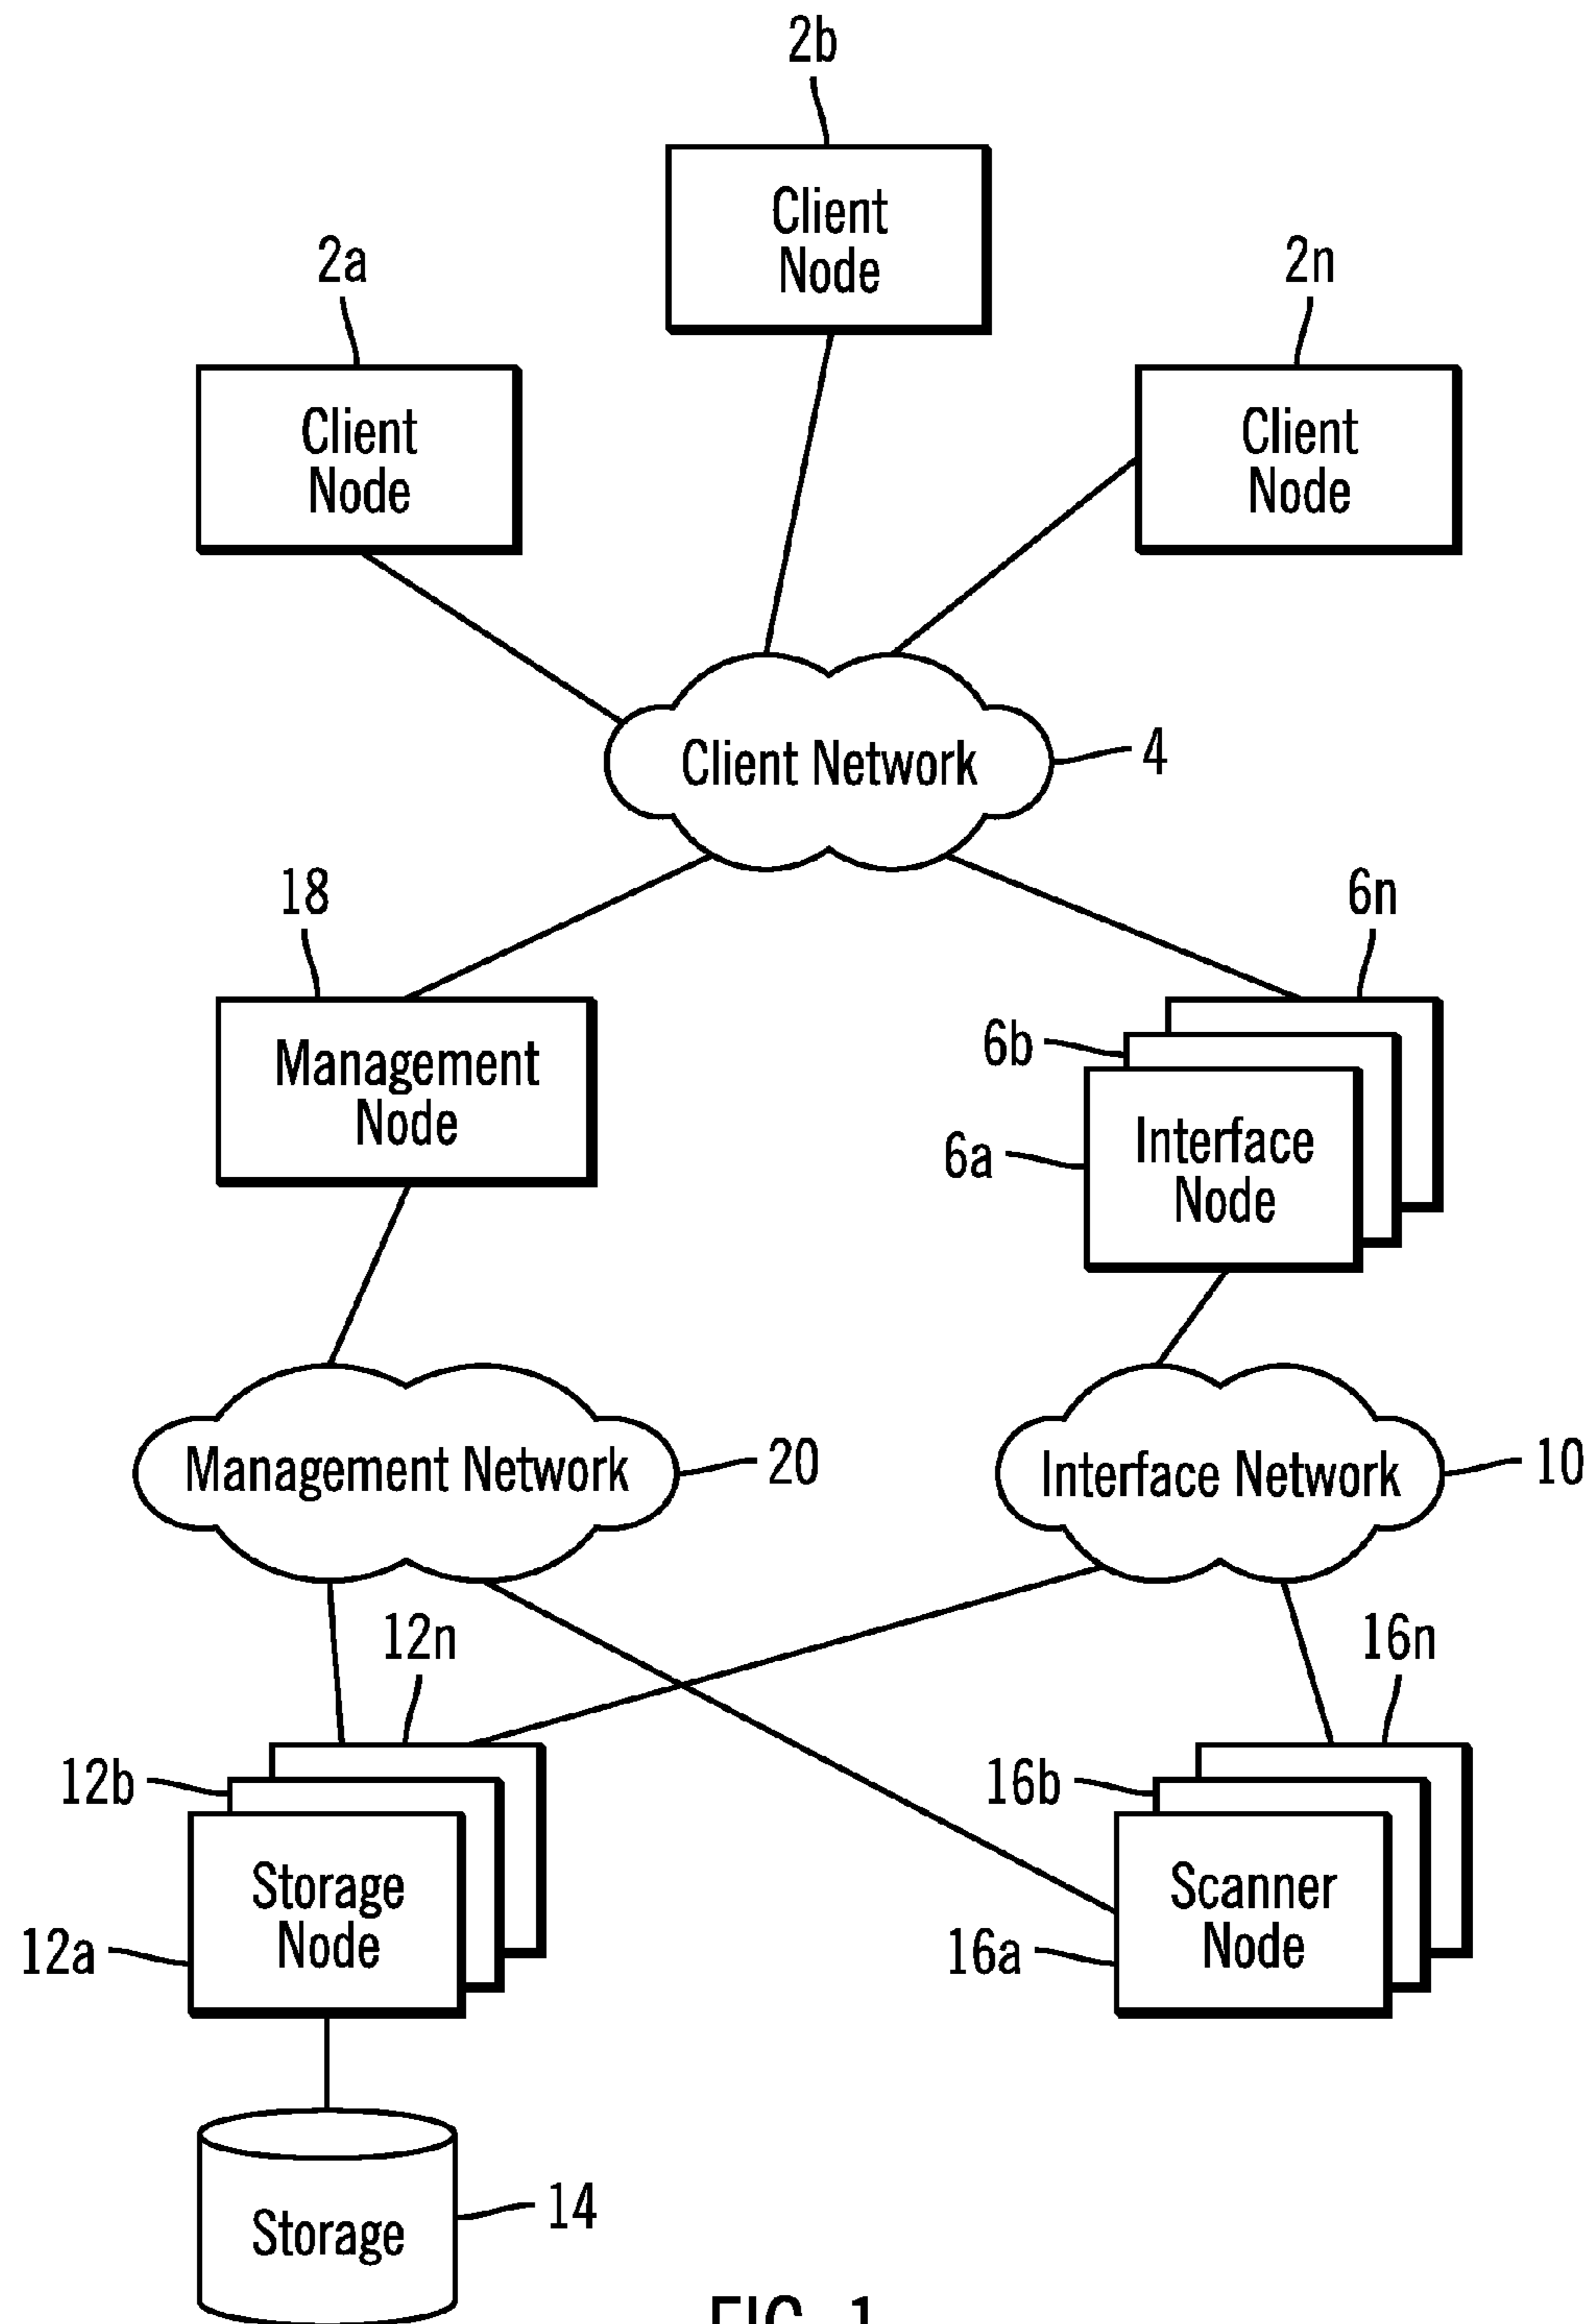 2b
Client
Node
2a
Client
Node
2n
Client
Node
Client Network
4
18
Management
Node
6n
6b
6a
Interface
Node
Management Network
20
Interface Network
10
12n
12b
12a
Storage
Node
16n
16b
16a
Scanner
Node
Storage
14
FIG. 1